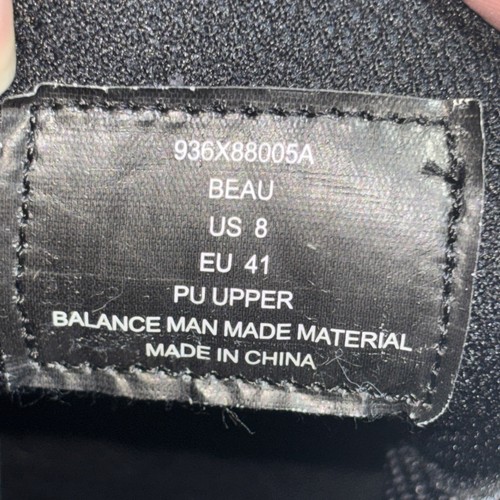 936X88005A
BEAU
US 8
EU 41
PU UPPER
BALANCE MAN MADE MATERIAL
MADE IN CHINA